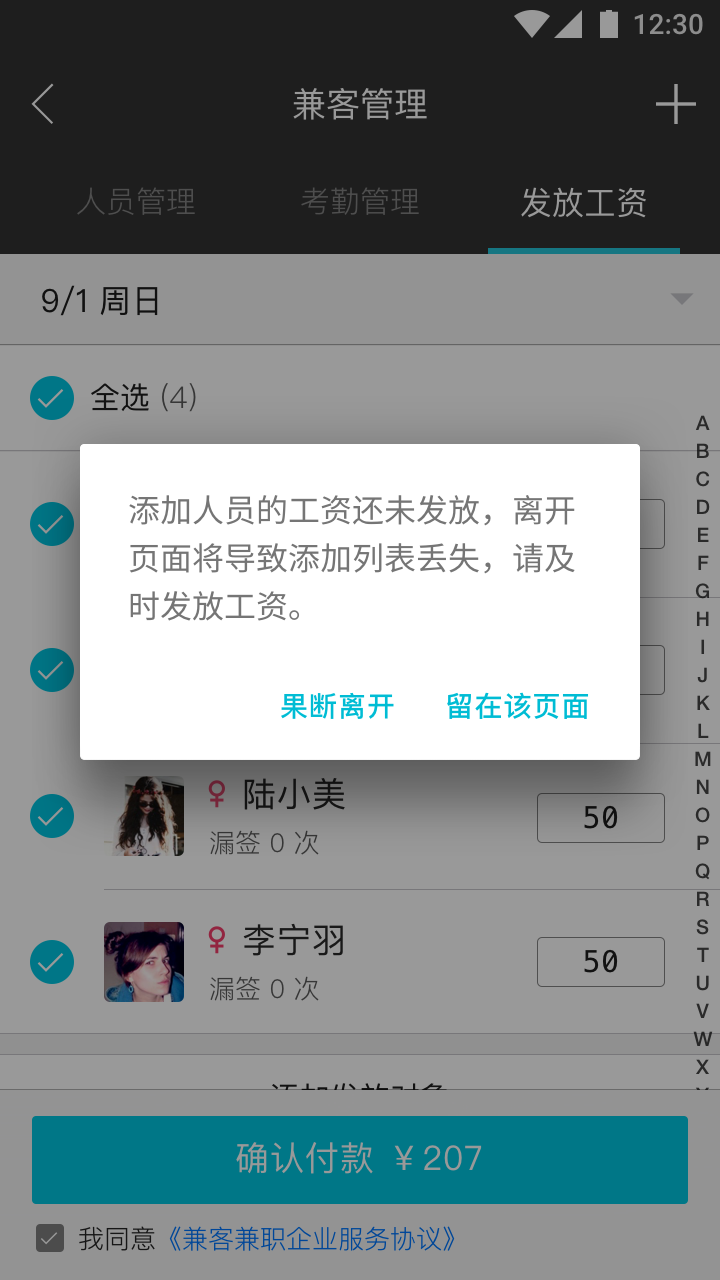 12:30
兼客管理
人员管理 考勤管理 发放工资
9/1 周日
全选 (4)
添加人员的工资还未发放，离开
页面将导致添加列表丢失，请及
时发放工资。
果断离开 留在该页面
陆小美
漏签 0 次
50
李宁羽
漏签 0 次
50
A
B
C
D
E
F
G
H
I
J
K
L
M
N
O
P
Q
R
S
T
U
V
W
X
确认付款 ¥ 207
我同意《兼客兼职企业服务协议》